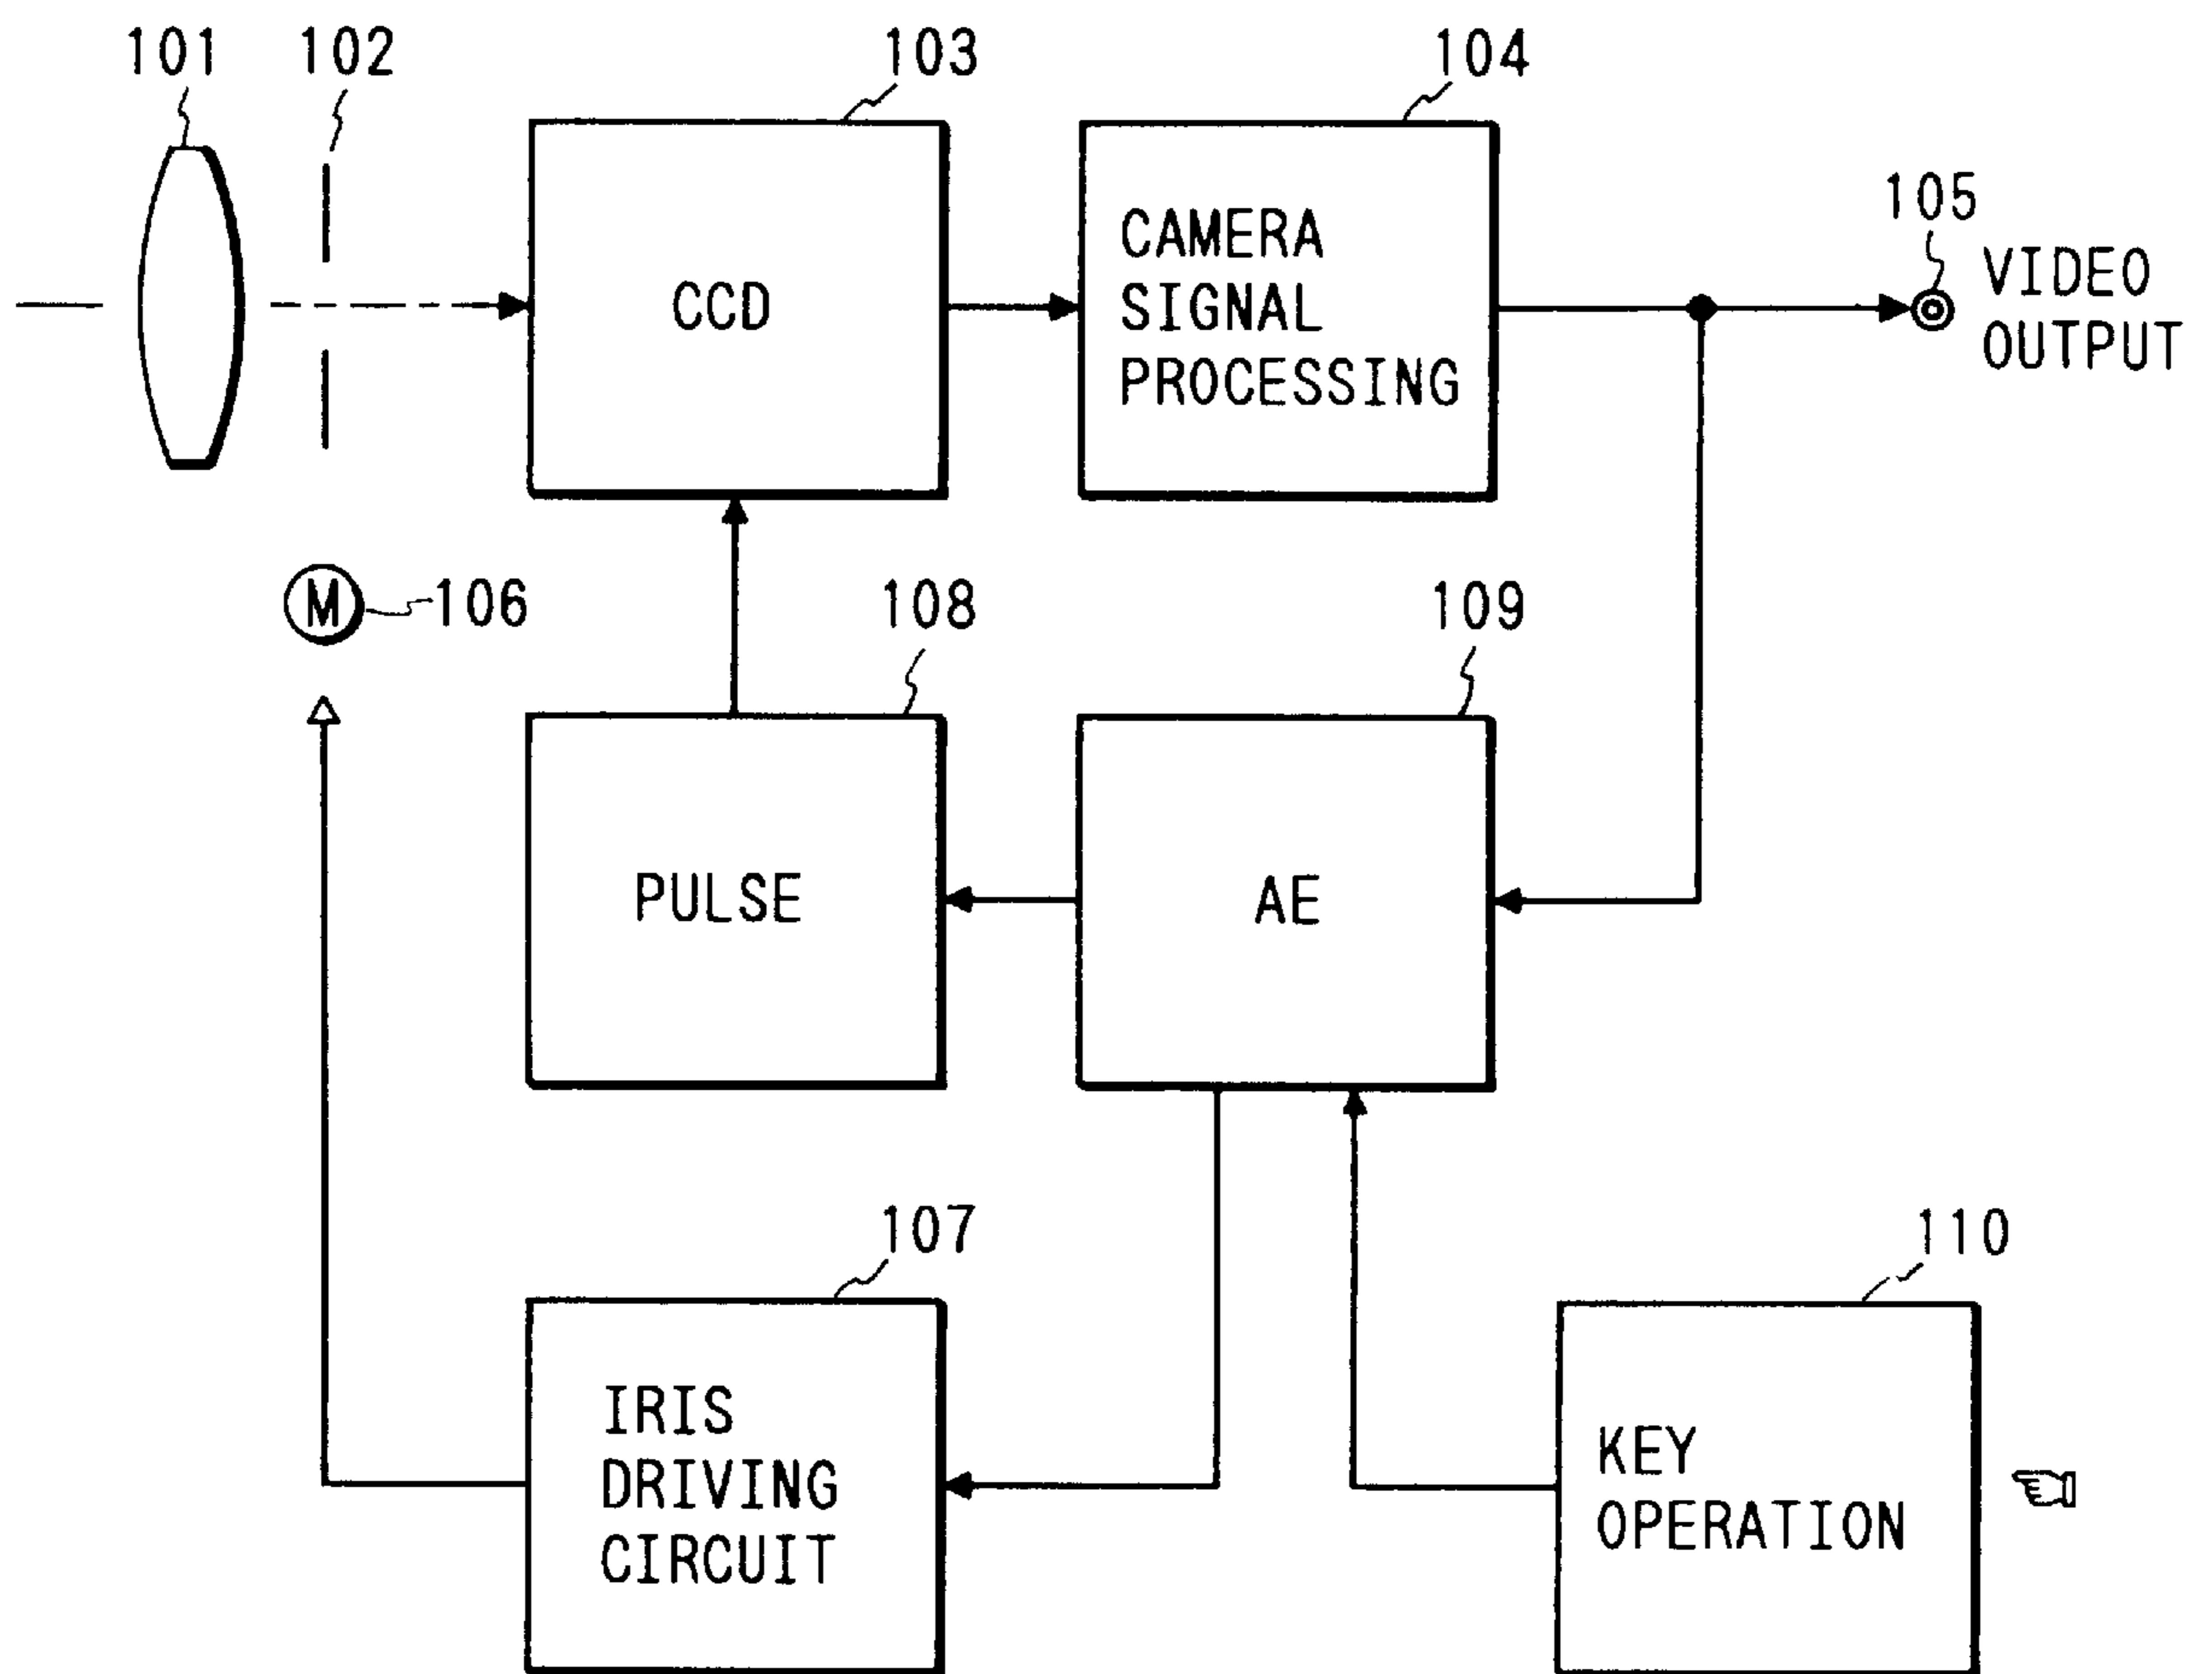 101
102
103
104
CCD
CAMERA
SIGNAL
PROCESSING
105
VIDEO
OUTPUT
M
106
108
109
PULSE
AE
107
110
IRIS
DRIVING
CIRCUIT
KEY
OPERATION